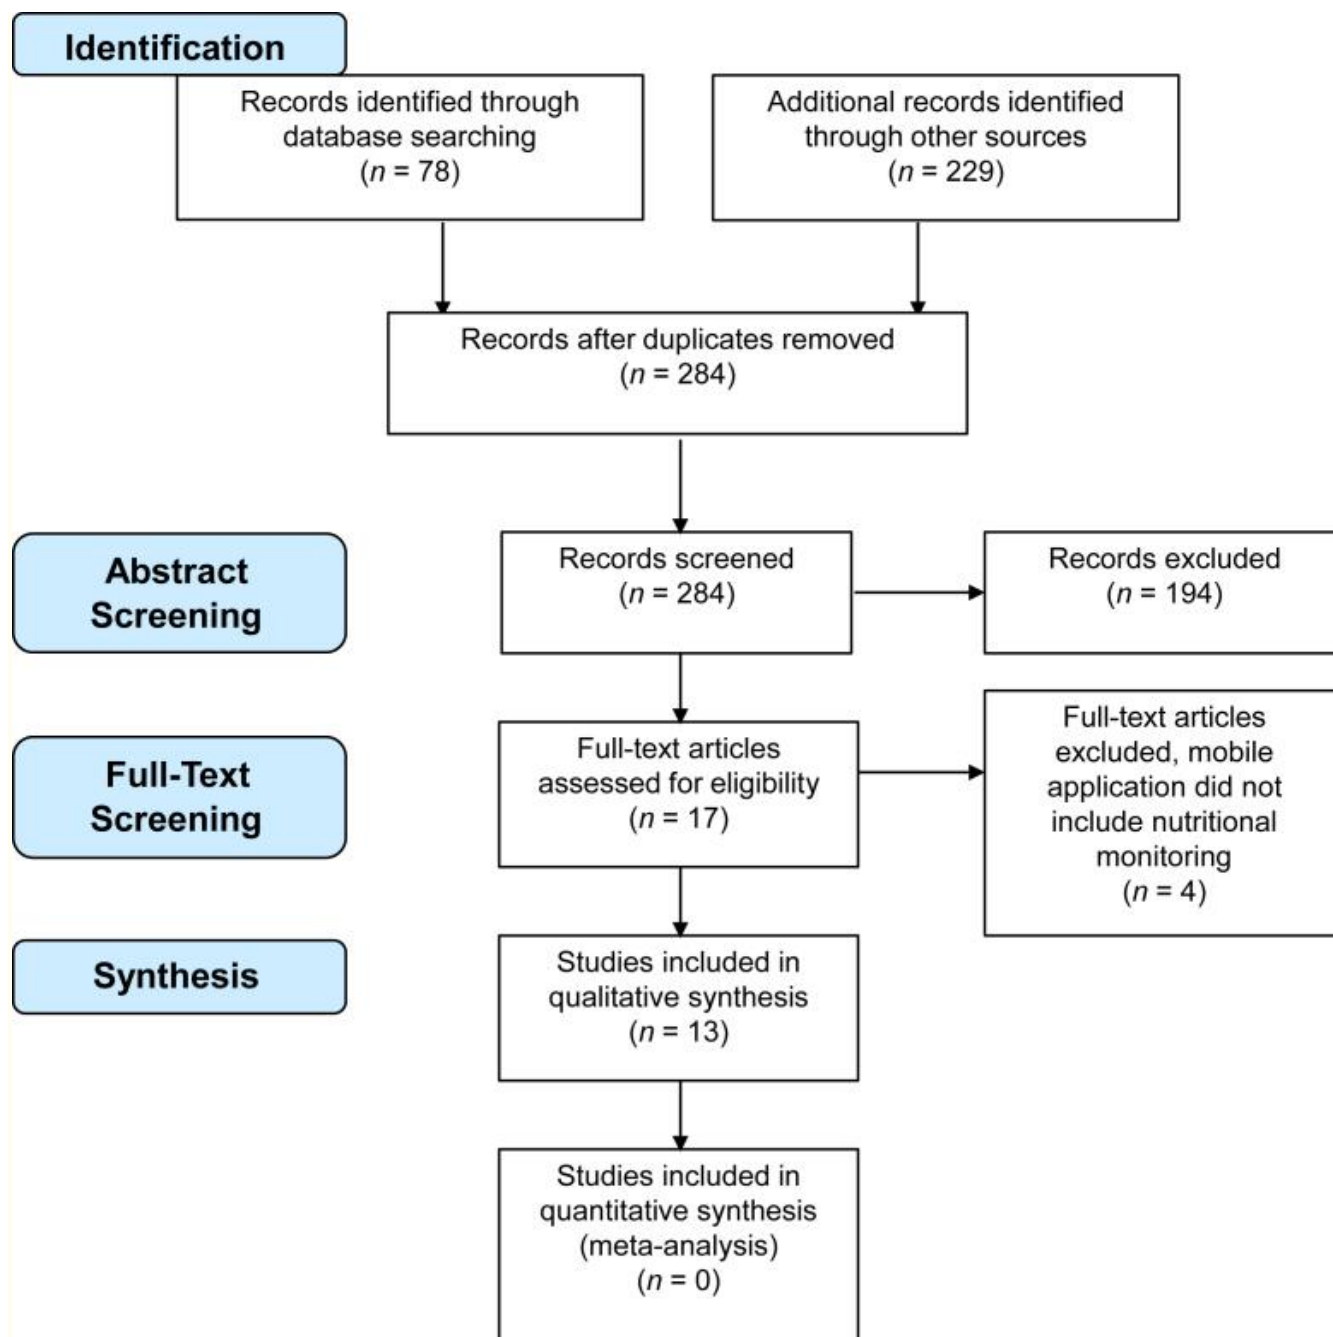 Identification
Records identified through
database searching
(n = 78)
Additional records identified
through other sources
(n = 229)
Records after duplicates removed
(n = 284)
Abstract
Screening
Records screened
(n = 284)
Records excluded
(n = 194)
Full-Text
Screening
Full-text articles
assessed for eligibility
(n = 17)
Full-text articles
excluded, mobile
application did not
include nutritional
monitoring
(n = 4)
Synthesis
Studies included in
qualitative synthesis
(n = 13)
Studies included in
quantitative synthesis
(meta-analysis)
(n = 0)